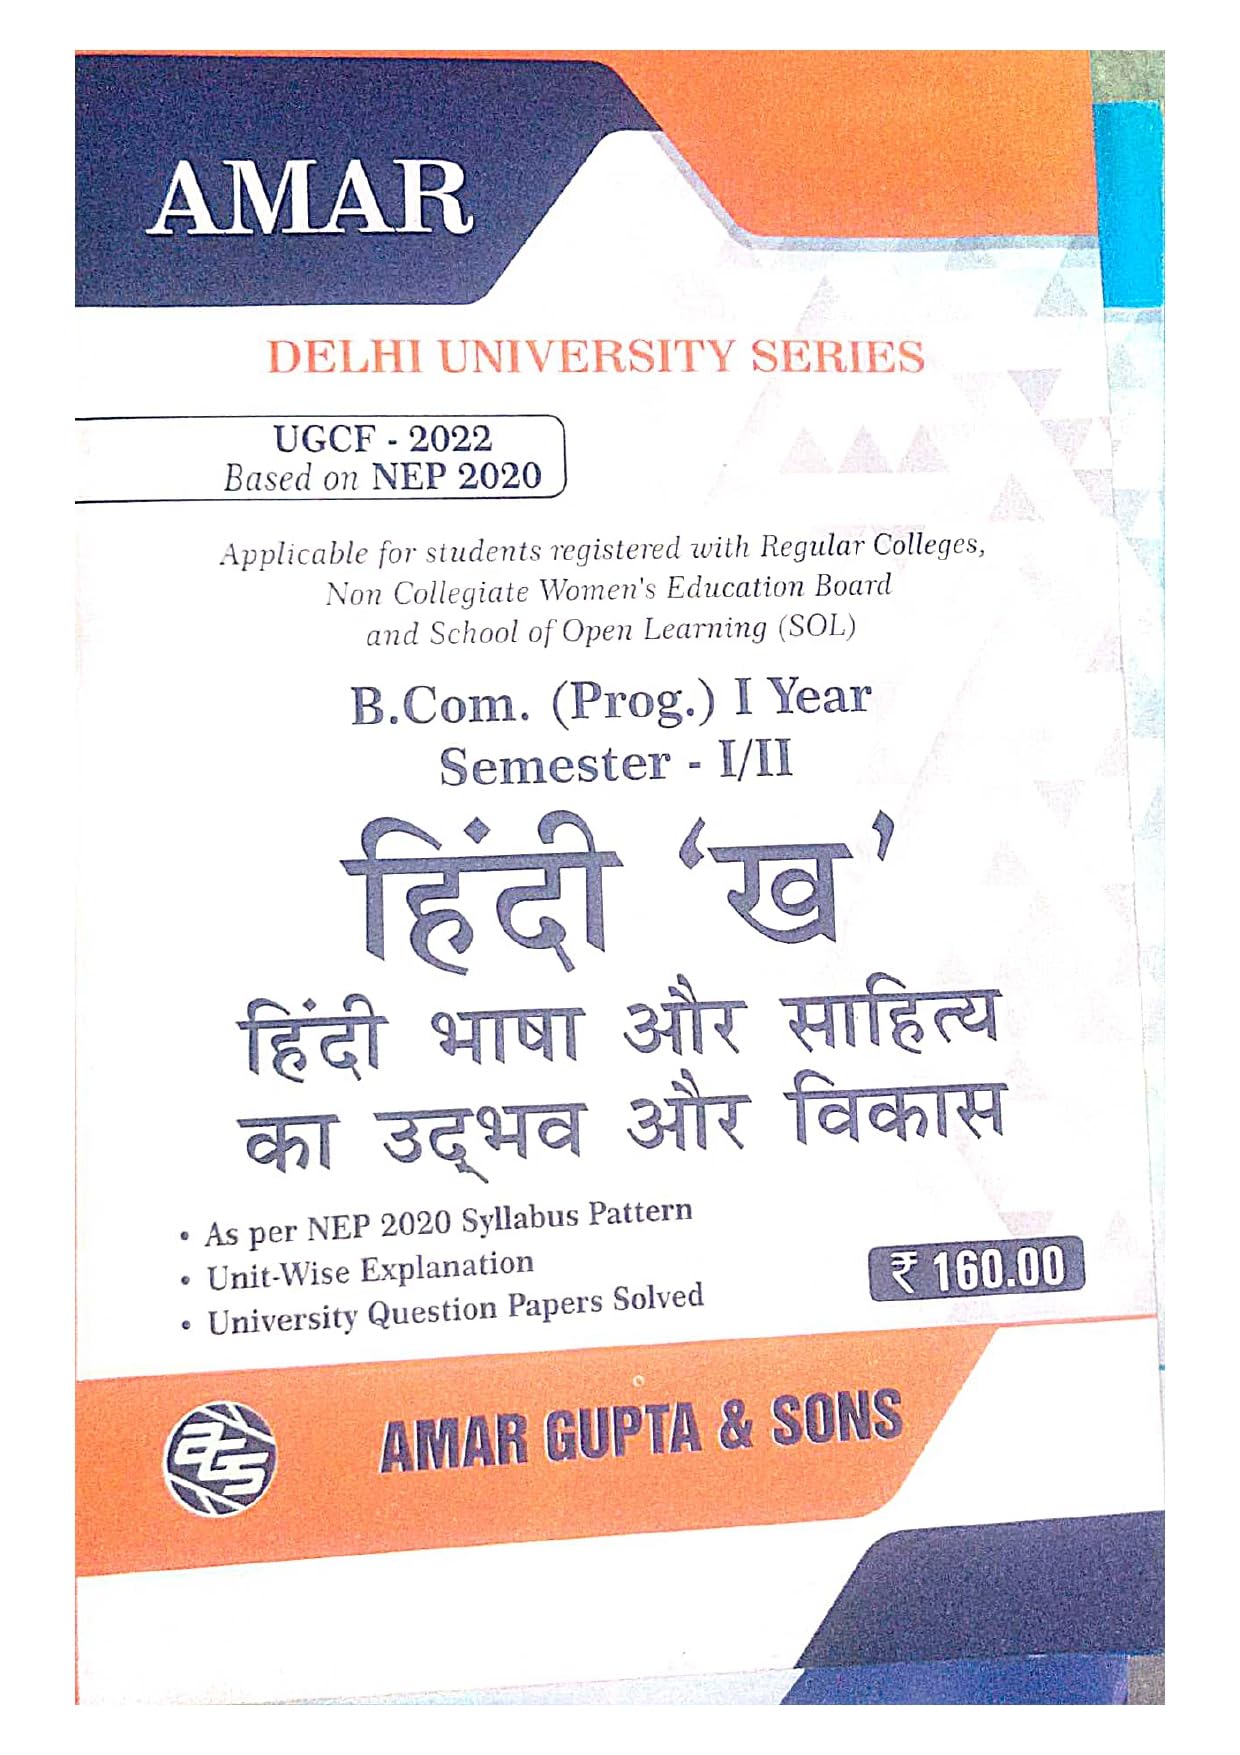 AMAR
DELHI UNIVERSITY SERIES
UGCF - 2022
Based on NEP 2020
Applicable for students registered with Regular Colleges,
Non Collegiate Women's Education Board
and School of Open Learning (SOL)
B.Com. (Prog.) I Year
Semester - I/II
हिंदी ‘ख’
हिंदी भाषा और साहित्य
का उद्‌भव और विकास
• As per NEP 2020 Syllabus Pattern
• Unit-Wise Explanation
• University Question Papers Solved
₹ 160.00
aGS
AMAR GUPTA & SONS